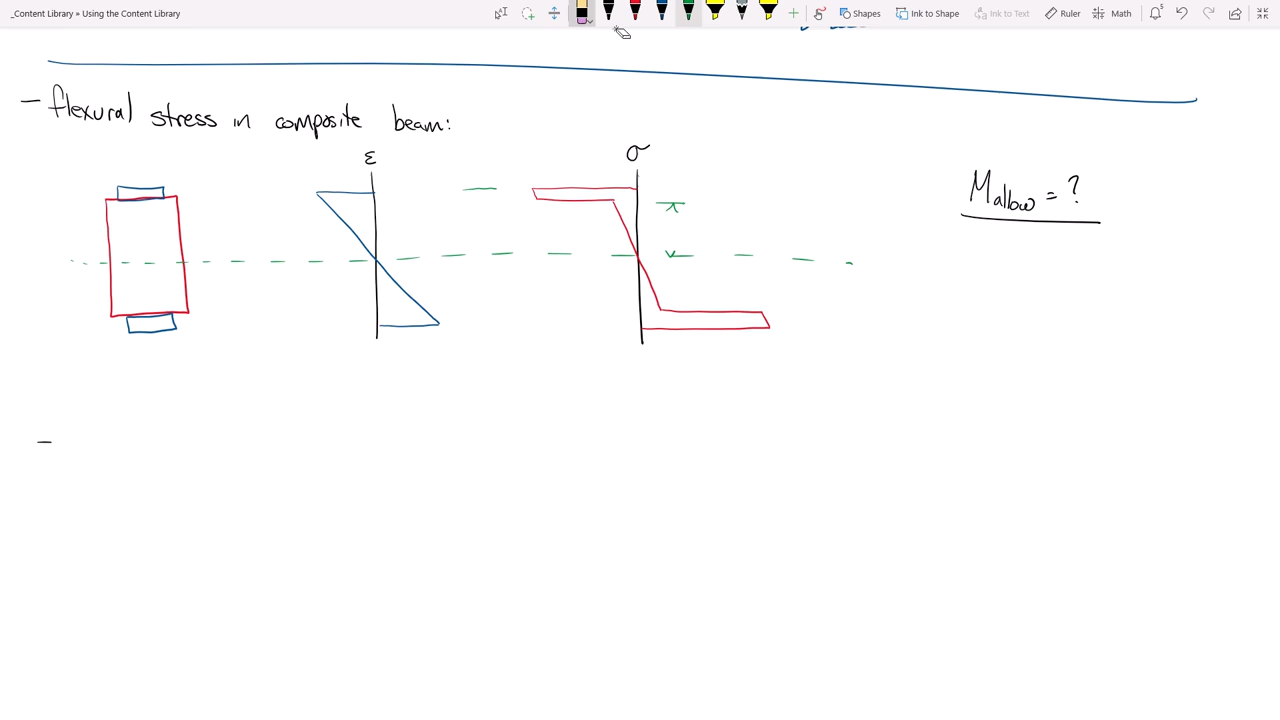 _Content Library » Using the Content Library
Shapes
Ink to Shape
Ink to Text
Ruler
Math
5
- flexural stress in composite beam:
ε
σ
Mallow = ?
-